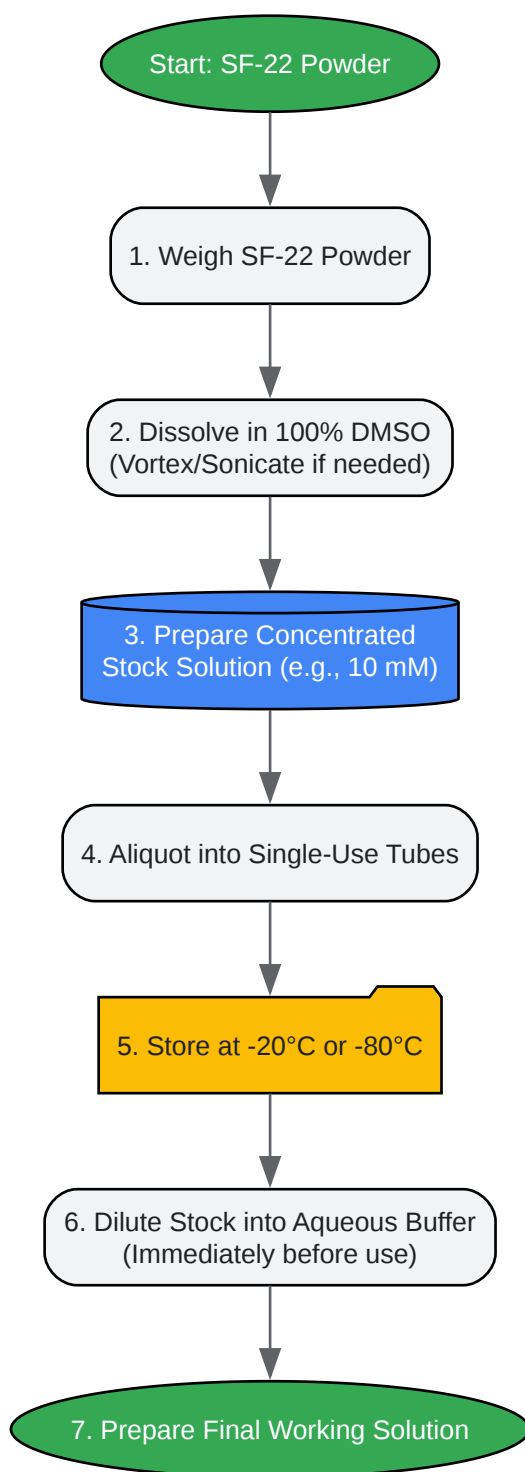 Start: SF-22 Powder
1. Weigh SF-22 Powder
2. Dissolve in 100% DMSO
(Vortex/Sonicate if needed)
3. Prepare Concentrated
Stock Solution (e.g., 10 mM)
4. Aliquot into Single-Use Tubes
5. Store at -20°C or -80°C
6. Dilute Stock into Aqueous Buffer
(Immediately before use)
7. Prepare Final Working Solution